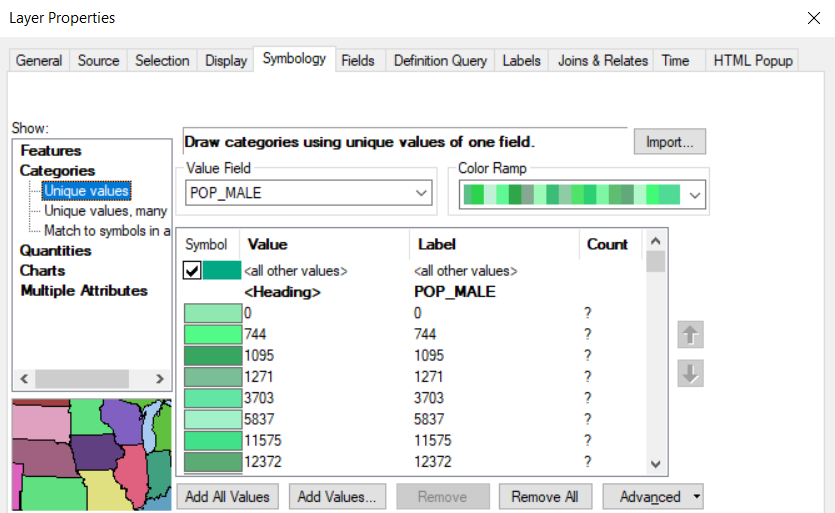 Layer Properties
General Source Selection Display Symbology Fields Definition Query Labels Joins & Relates Time HTML Popup
Show:
Features
Categories
Unique values
Unique values, many
Match to symbols in a
Quantities
Charts
Multiple Attributes
Draw categories using unique values of one field.
Import...
Value Field
POP_MALE
Color Ramp
Symbol Value Label Count
<all other values> <all other values>
<Heading> POP_MALE
0 0 ?
744 744 ?
1095 1095 ?
1271 1271 ?
3703 3703 ?
5837 5837 ?
11575 11575 ?
12372 12372 ?
Add All Values Add Values... Remove Remove All Advanced